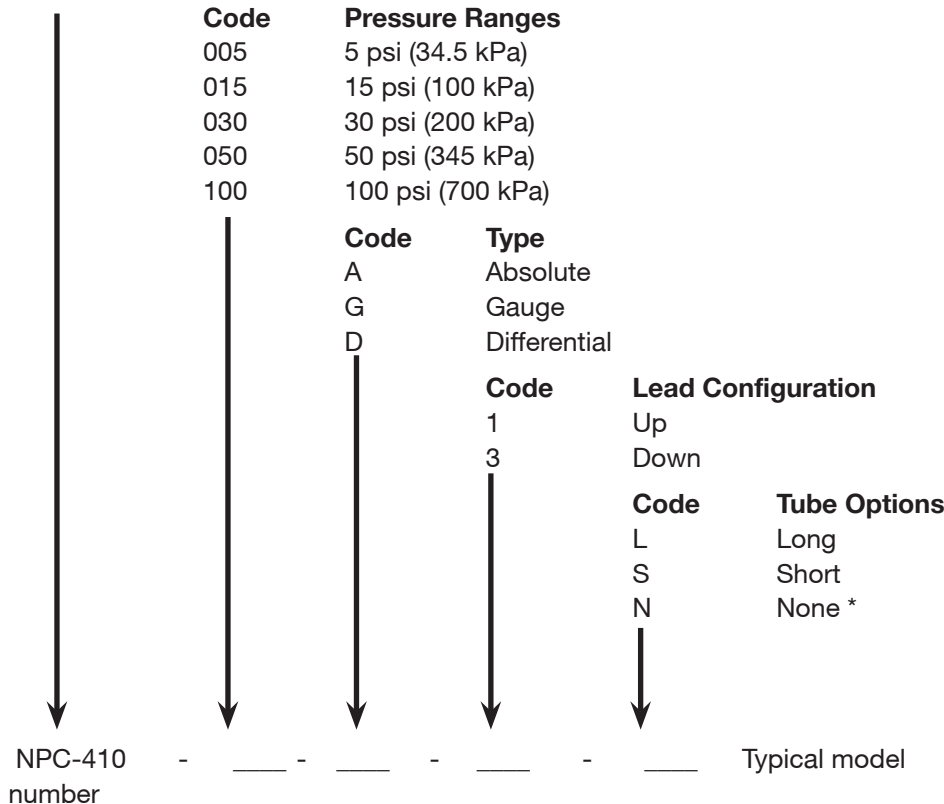 Code Pressure Ranges
005 5 psi (34.5 kPa)
015 15 psi (100 kPa)
030 30 psi (200 kPa)
050 50 psi (345 kPa)
100 100 psi (700 kPa)
Code Type
A Absolute
G Gauge
D Differential
Code Lead Configuration
1 Up
3 Down
Code Tube Options
L Long
S Short
N None *
NPC-410 - ____ - ____ - ____ - ____ Typical model
number